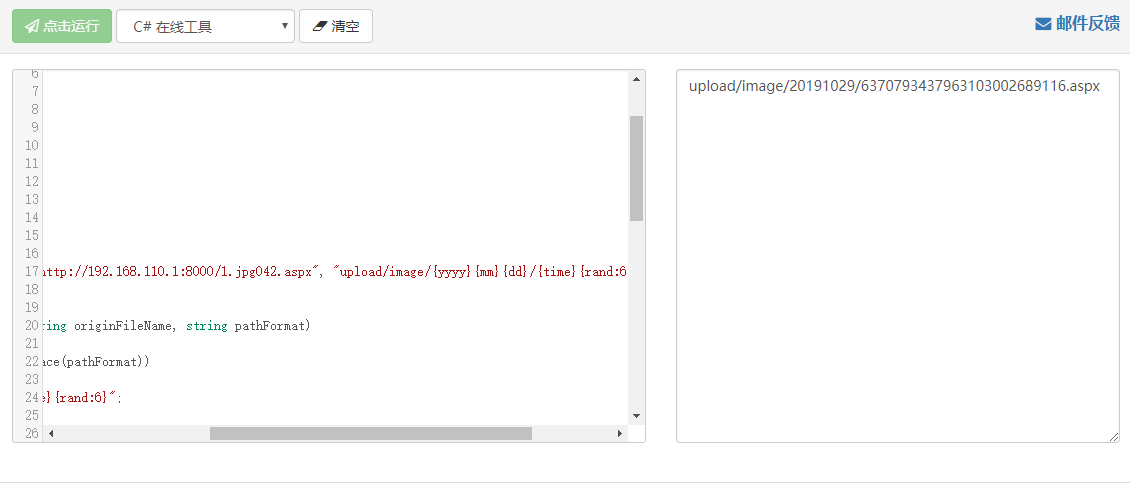 点击运行 C# 在线工具 清空 邮件反馈
6
7
8
9
10
11
12
13
14
15
16
17 http://192.168.110.1:8000/1.jpg042.aspx", "upload/image/{yyyy}{mm}{dd}/{time}{rand:6
18
19
20 ring originFileName, string pathFormat)
21
22 ace(pathFormat))
23
24 e}{rand:6}";
25
26
upload/image/20191029/6370793437963103002689116.aspx